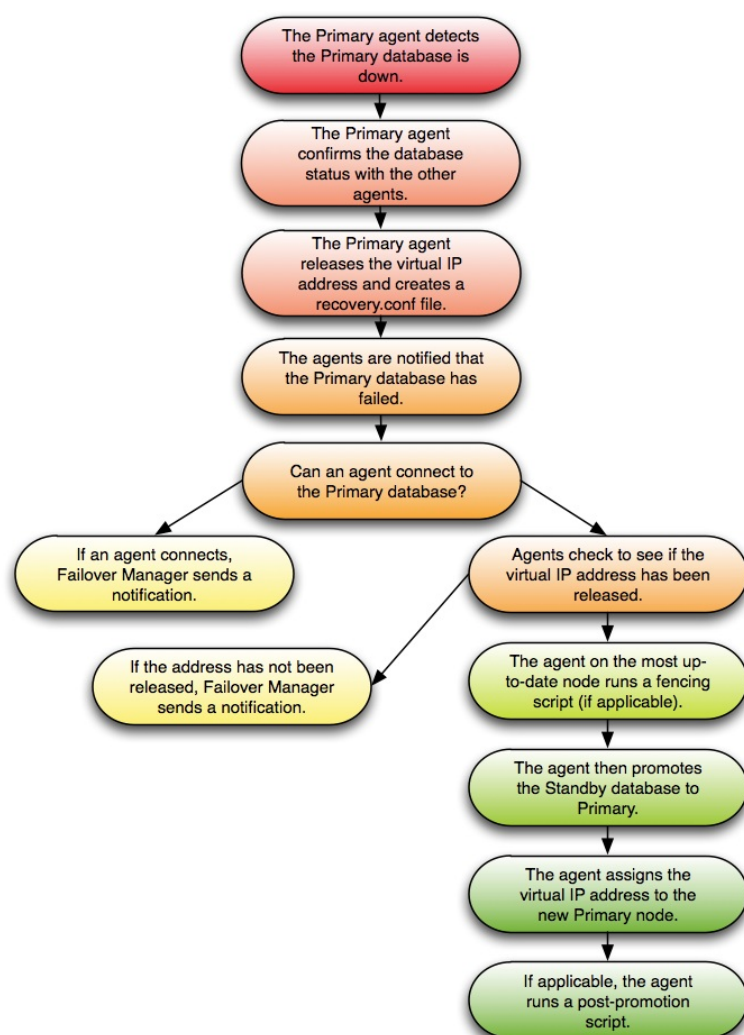 The Primary agent detects
the Primary database is
down.
The Primary agent
confirms the database
status with the other
agents.
The Primary agent
releases the virtual IP
address and creates a
recovery.conf file.
The agents are notified that
the Primary database has
failed.
Can an agent connect to
the Primary database?
If an agent connects,
Failover Manager sends a
notification.
Agents check to see if the
virtual IP address has been
released.
If the address has not been
released, Failover Manager
sends a notification.
The agent on the most up-
to-date node runs a fencing
script (if applicable).
The agent then promotes
the Standby database to
Primary.
The agent assigns the
virtual IP address to the
new Primary node.
If applicable, the agent
runs a post-promotion
script.